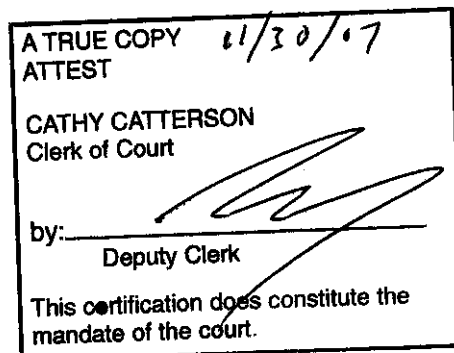 A TRUE COPY 11/30/07
ATTEST
CATHY CATTERSON
Clerk of Court
by:
Deputy Clerk
This certification does constitute the
mandate of the court.